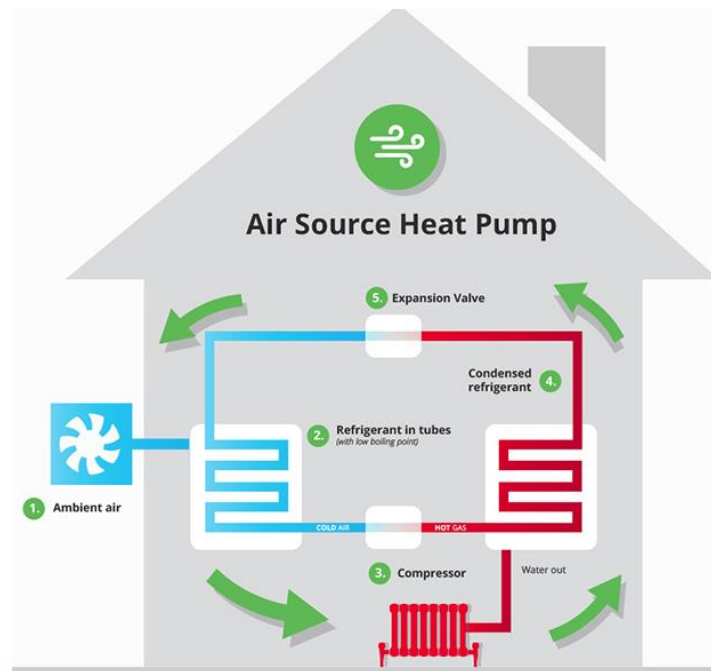 Air Source Heat Pump
5. Expansion Valve
Condensed
refrigerant
4.
2. Refrigerant in tubes
(with low boiling point)
1. Ambient air
COLD AIR
HOT GAS
3. Compressor
Water out